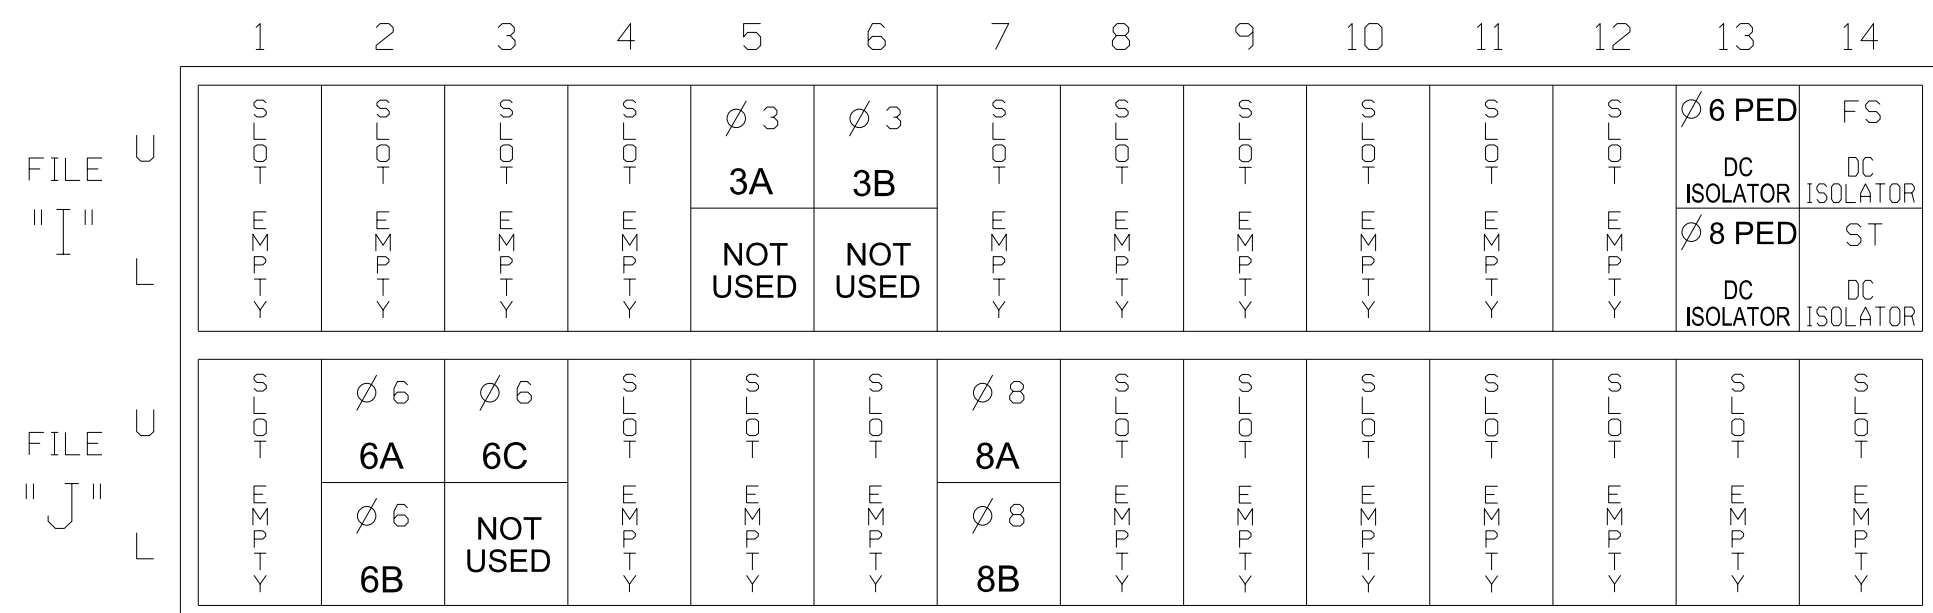 1 2 3 4 5 6 7 8 9 10 11 12 13 14
FILE "I"
U
L
SLOT EMPTY
SLOT EMPTY
SLOT EMPTY
SLOT EMPTY
Ø 3
3A
NOT
USED
Ø 3
3B
NOT
USED
SLOT EMPTY
SLOT EMPTY
SLOT EMPTY
SLOT EMPTY
SLOT EMPTY
SLOT EMPTY
Ø 6 PED
DC
ISOLATOR
Ø 8 PED
DC
ISOLATOR
FS
DC
ISOLATOR
ST
DC
ISOLATOR
FILE "J"
U
L
SLOT EMPTY
Ø 6
6A
Ø 6
6B
Ø 6
6C
NOT
USED
SLOT EMPTY
SLOT EMPTY
SLOT EMPTY
Ø 8
8A
Ø 8
8B
SLOT EMPTY
SLOT EMPTY
SLOT EMPTY
SLOT EMPTY
SLOT EMPTY
SLOT EMPTY
SLOT EMPTY